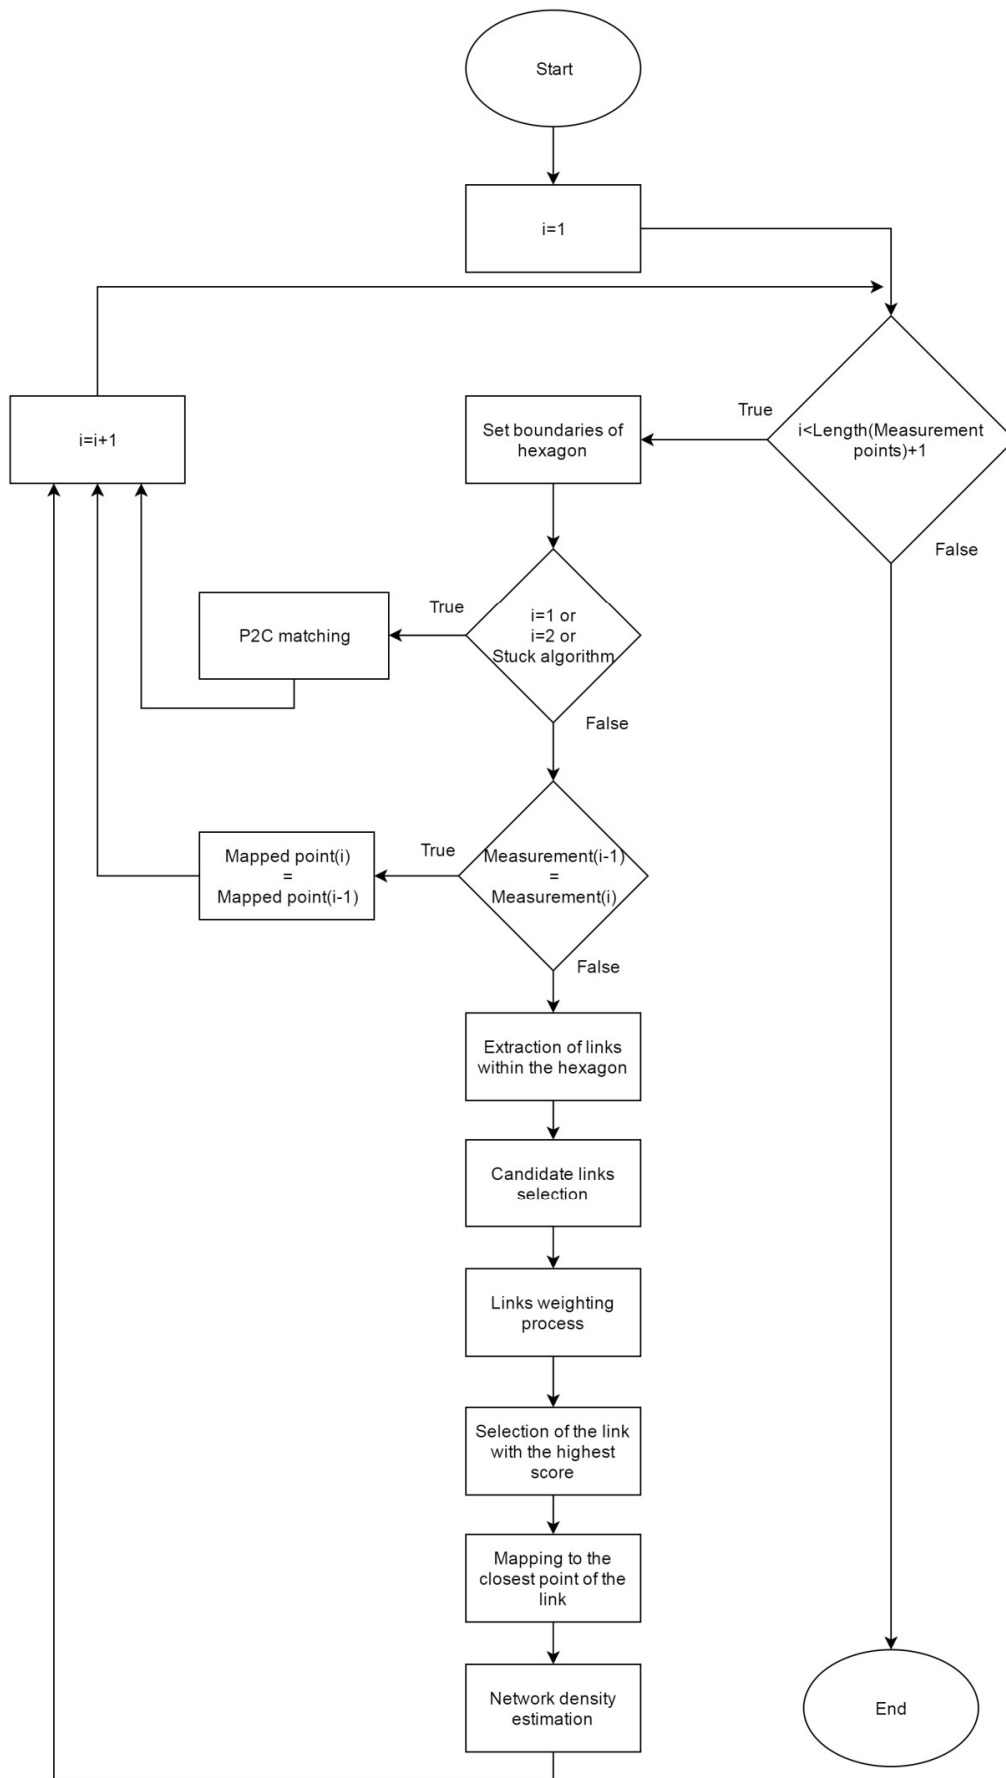 Start
i=1
i=i+1
Set boundaries of
hexagon
True
i<Length(Measurement
points)+1
False
P2C matching
True
i=1 or
i=2 or
Stuck algorithm
False
Mapped point(i)
=
Mapped point(i-1)
True
Measurement(i-1)
=
Measurement(i)
False
Extraction of links
within the hexagon
Candidate links
selection
Links weighting
process
Selection of the link
with the highest
score
Mapping to the
closest point of the
link
Network density
estimation
End